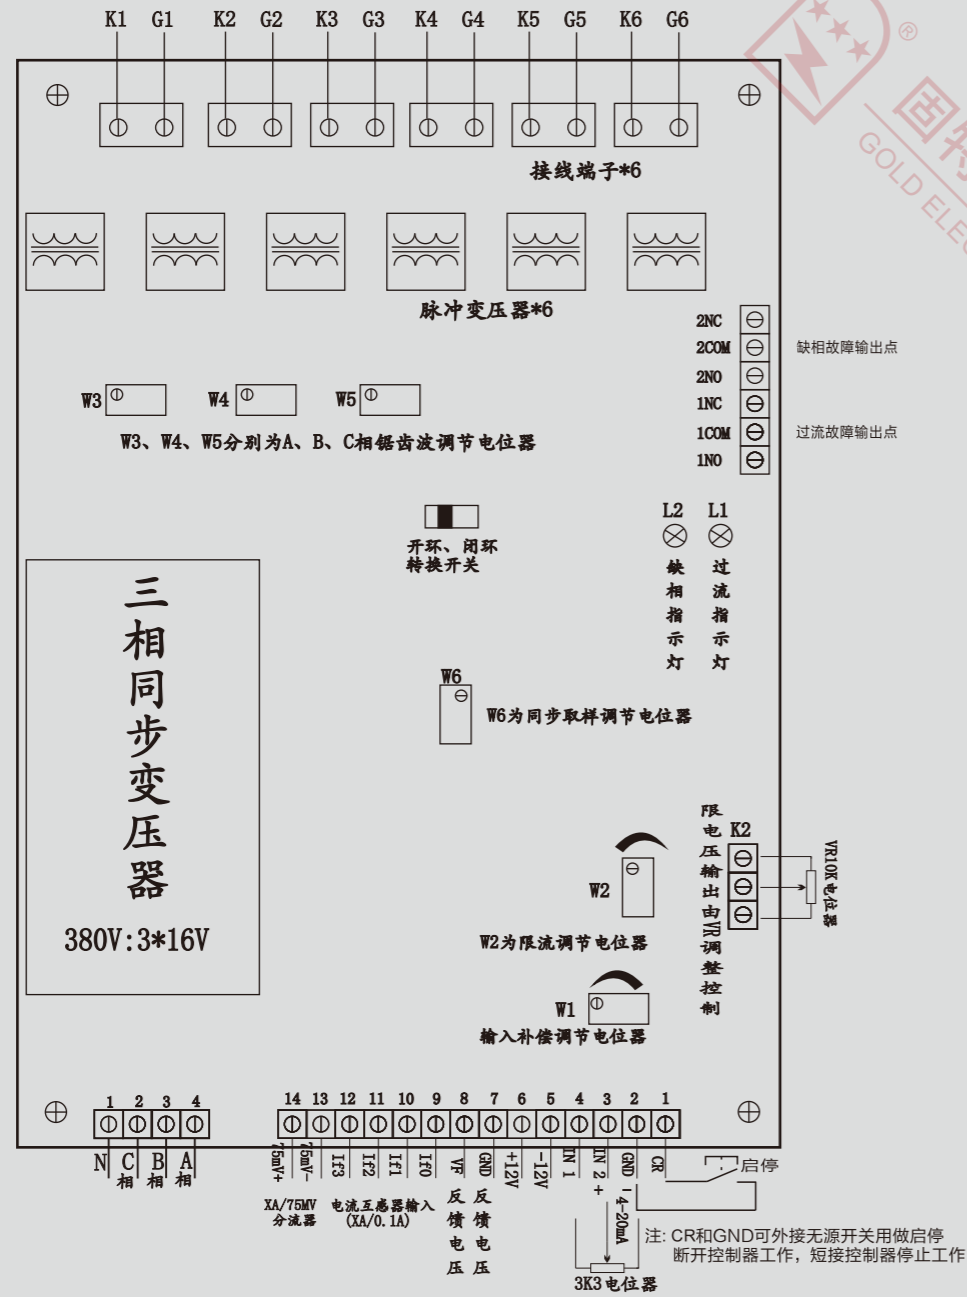 K1 G1 K2 G2 K3 G3 K4 G4 K5 G5 K6 G6
®
GOLD ELEC
接线端子*6
脉冲变压器*6
2NC
2COM 缺相故障输出点
2NO
1NC
1COM 过流故障输出点
1NO
W3 W4 W5
W3、W4、W5分别为A、B、C相锯齿波调节电位器
L2 L1
缺相指示灯
过流指示灯
开环、闭环
转换开关
三相同步变压器
380V:3*16V
W6
W6为同步取样调节电位器
限电压输出由VR调整控制
K2
VR10K电位器
W2
W2为限流调节电位器
W1
输入补偿调节电位器
1 2 3 4
N C相 B相 A相
14 13 12 11 10 9 8 7 6 5 4 3 2 1
75mV+ 75mV- If3 If2 If1 If0 VF GND +12V -12V IN 1 IN 2 GND CR
启停
XA/75MV
分流器
电流互感器输入
(XA/0.1A)
反馈电压
反馈电压
+ 4-20mA -
3K3电位器
注: CR和GND可外接无源开关用做启停
断开控制器工作，短接控制器停止工作